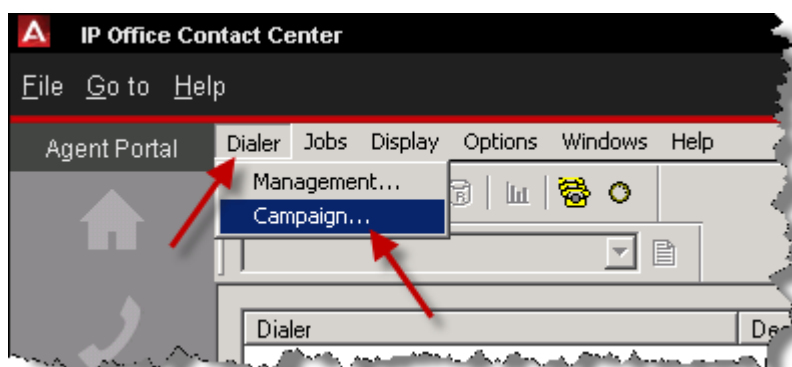 IP Office Contact Center
File Go to Help
Agent Portal
Dialer Jobs Display Options Windows Help
Management...
Campaign...
Dialer